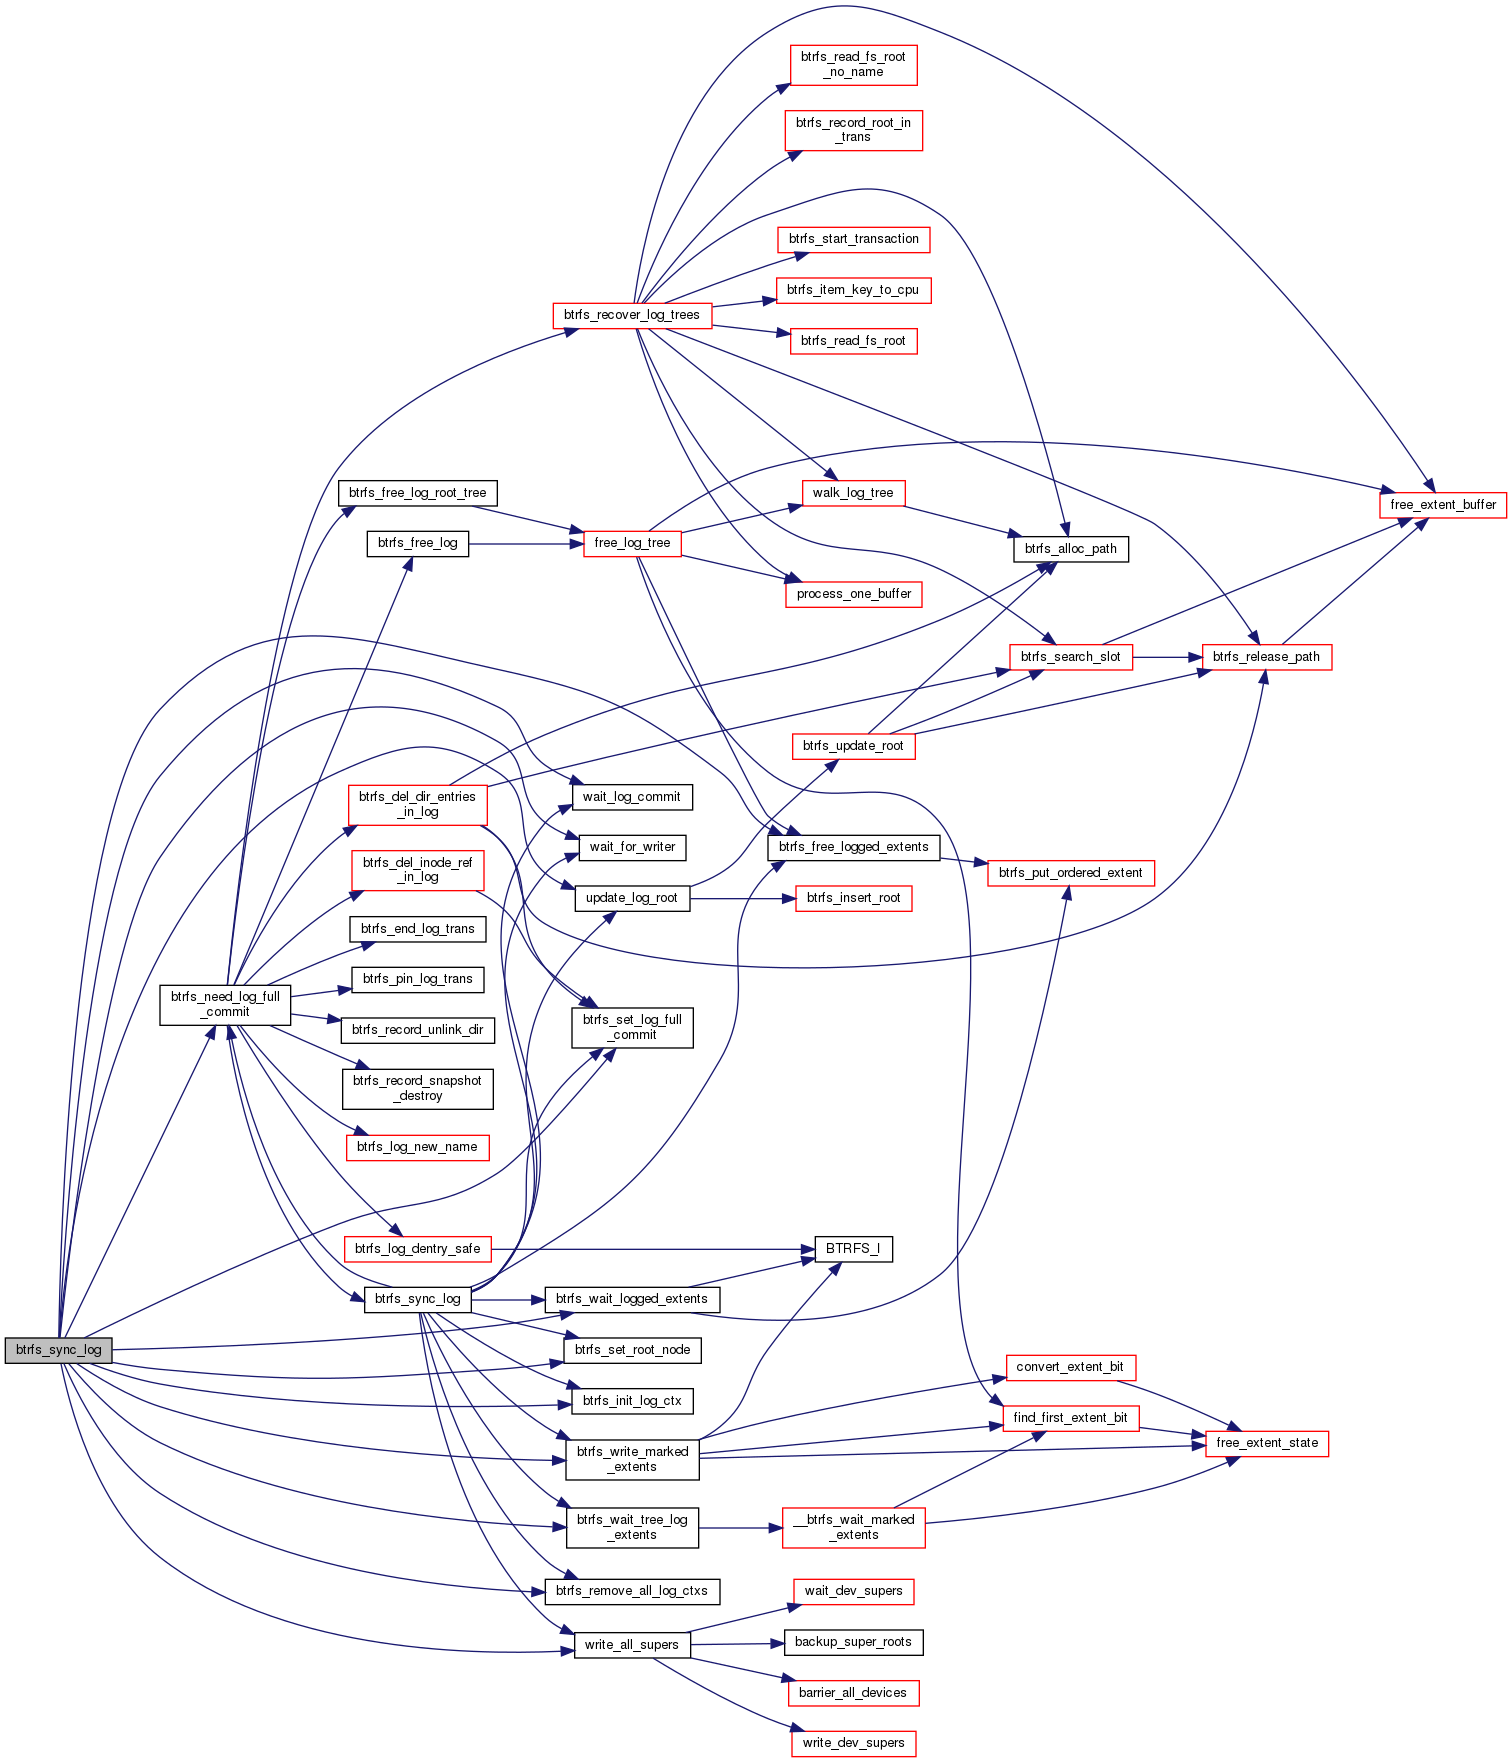 btrfs_read_fs_root
_no_name
btrfs_record_root_in
_trans
btrfs_start_transaction
btrfs_item_key_to_cpu
btrfs_recover_log_trees
btrfs_read_fs_root
btrfs_free_log_root_tree
walk_log_tree
free_extent_buffer
btrfs_free_log
free_log_tree
btrfs_alloc_path
process_one_buffer
btrfs_search_slot
btrfs_release_path
btrfs_update_root
btrfs_del_dir_entries
_in_log
wait_log_commit
wait_for_writer
btrfs_free_logged_extents
btrfs_del_inode_ref
_in_log
btrfs_put_ordered_extent
update_log_root
btrfs_insert_root
btrfs_end_log_trans
btrfs_pin_log_trans
btrfs_need_log_full
_commit
btrfs_record_unlink_dir
btrfs_set_log_full
_commit
btrfs_record_snapshot
_destroy
btrfs_log_new_name
btrfs_log_dentry_safe
BTRFS_I
btrfs_sync_log
btrfs_wait_logged_extents
btrfs_sync_log
btrfs_set_root_node
convert_extent_bit
btrfs_init_log_ctx
find_first_extent_bit
free_extent_state
btrfs_write_marked
_extents
btrfs_wait_tree_log
_extents
__btrfs_wait_marked
_extents
btrfs_remove_all_log_ctxs
wait_dev_supers
write_all_supers
backup_super_roots
barrier_all_devices
write_dev_supers